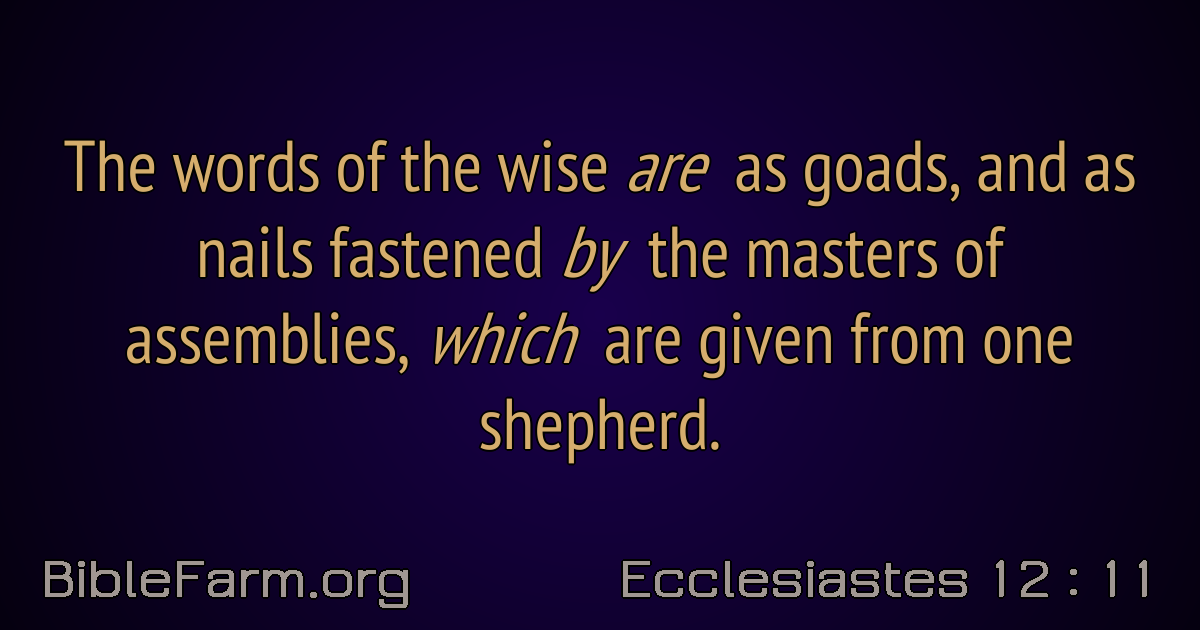 The words of the wise are as goads, and as
nails fastened by the masters of
assemblies, which are given from one
shepherd.
BibleFarm.org
Ecclesiastes 12 : 11